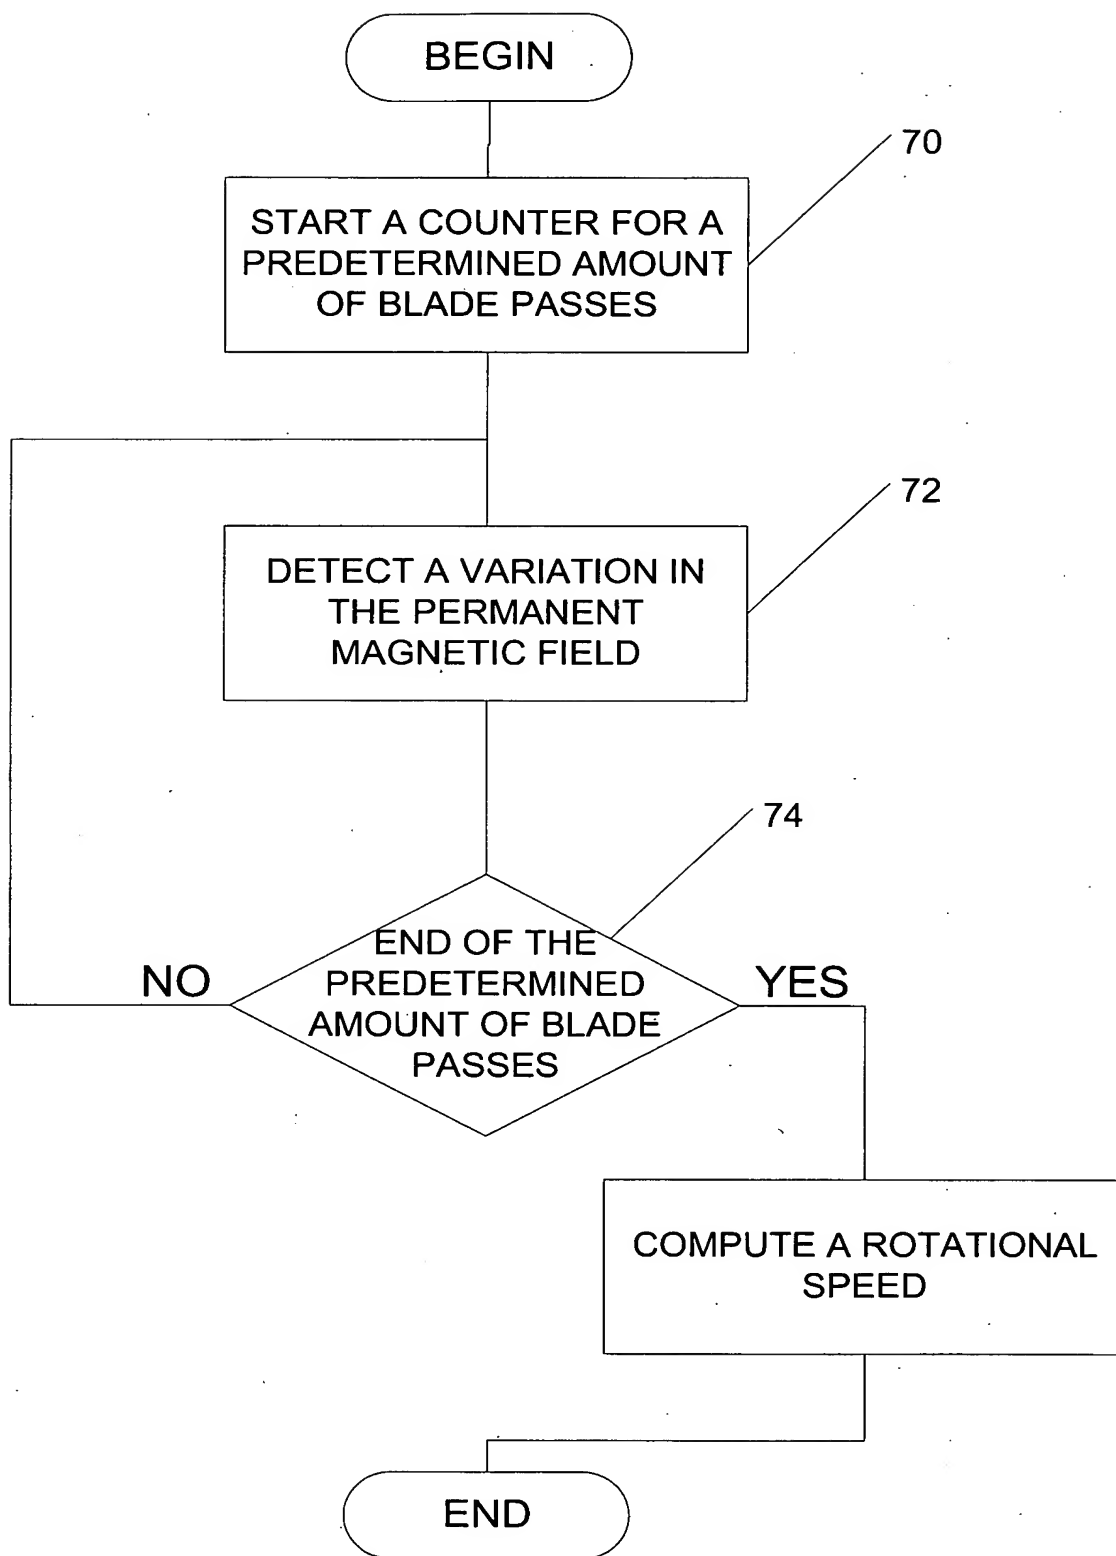 BEGIN
70
START A COUNTER FOR A
PREDETERMINED AMOUNT
OF BLADE PASSES
72
DETECT A VARIATION IN
THE PERMANENT
MAGNETIC FIELD
74
END OF THE
PREDETERMINED
AMOUNT OF BLADE
PASSES
NO
YES
COMPUTE A ROTATIONAL
SPEED
END